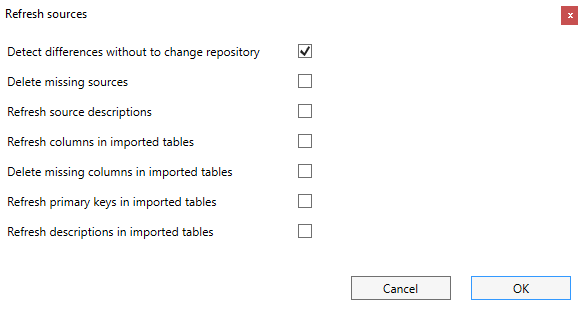 Refresh sources
x
Detect differences without to change repository
Delete missing sources
Refresh source descriptions
Refresh columns in imported tables
Delete missing columns in imported tables
Refresh primary keys in imported tables
Refresh descriptions in imported tables
Cancel OK